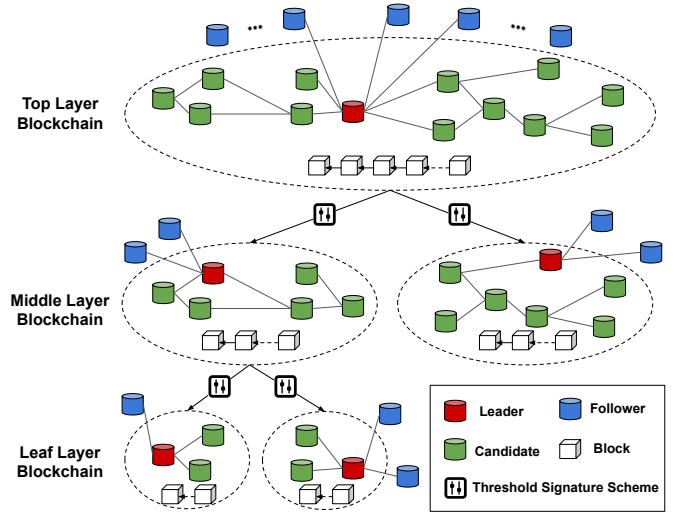 Top Layer
Blockchain
Middle Layer
Blockchain
Leaf Layer
Blockchain
Leader
Follower
Candidate
Block
Threshold Signature Scheme